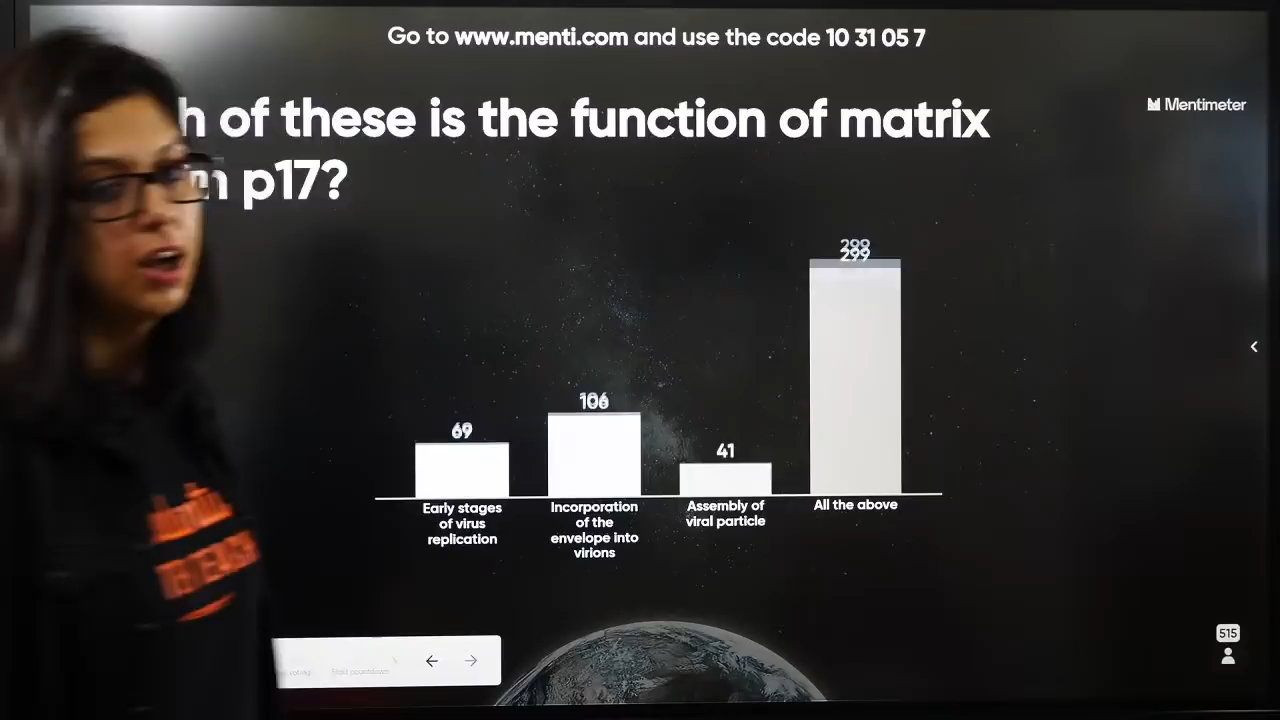 Go to www.menti.com and use the code 10 31 05 7
Mentimeter
h of these is the function of matrix
p17?
299
106
69
41
Early stages
of virus
replication
Incorporation
of the
envelope into
virions
Assembly of
viral particle
All the above
515